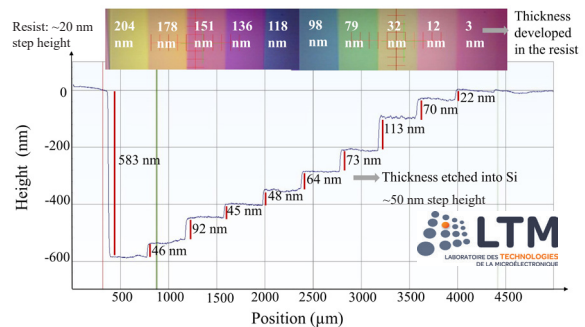 Resist: ~20 nm
step height
204 nm
178 nm
151 nm
136 nm
118 nm
98 nm
79 nm
32 nm
12 nm
3 nm
Thickness
developed
in the resist
0
-200
-400
-600
Height (nm)
583 nm
46 nm
92 nm
45 nm
48 nm
64 nm
73 nm
113 nm
70 nm
22 nm
Thickness etched into Si
~50 nm step height
LTM
LABORATOIRE DES TECHNOLOGIES
DE LA MICROÉLECTRONIQUE
500 1000 1500 2000 2500 3000 3500 4000 4500
Position (µm)